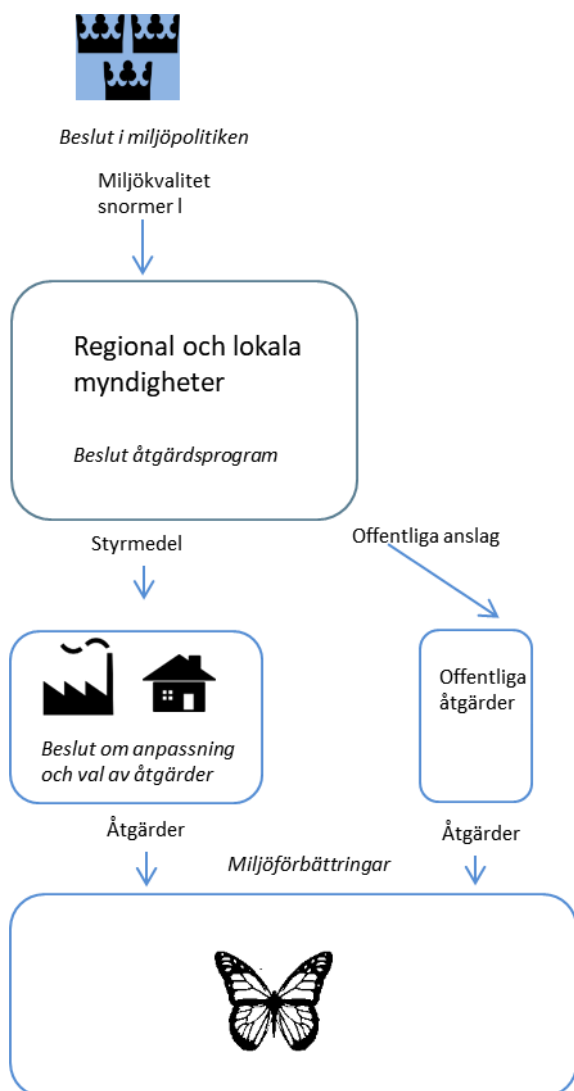 Beslut i miljöpolitiken
Miljökvalitet
snormer l
Regional och lokala
myndigheter
Beslut åtgärdsprogram
Styrmedel
Offentliga anslag
Beslut om anpassning
och val av åtgärder
Offentliga
åtgärder
Åtgärder
Åtgärder
Miljöförbättringar